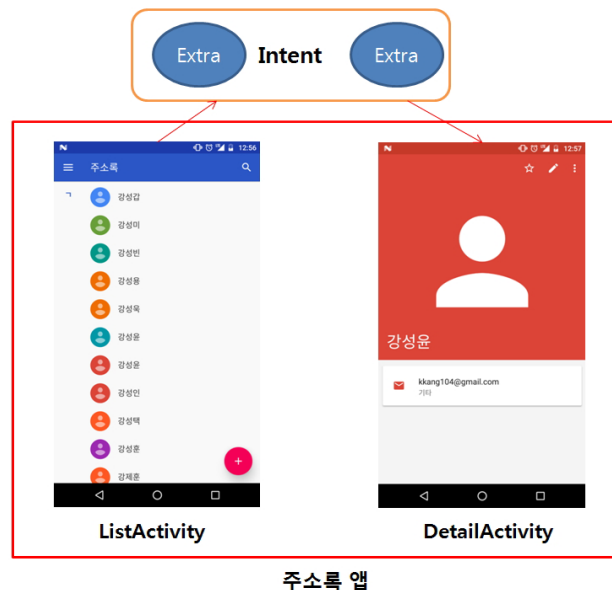 Extra Intent Extra
12:56
주소록
ㄱ
강성갑
강성미
강성빈
강성용
강성욱
강성윤
강성윤
강성인
강성택
강성훈
강제훈
+
ListActivity
12:57
강성윤
kkang104@gmail.com
기타
DetailActivity
주소록 앱